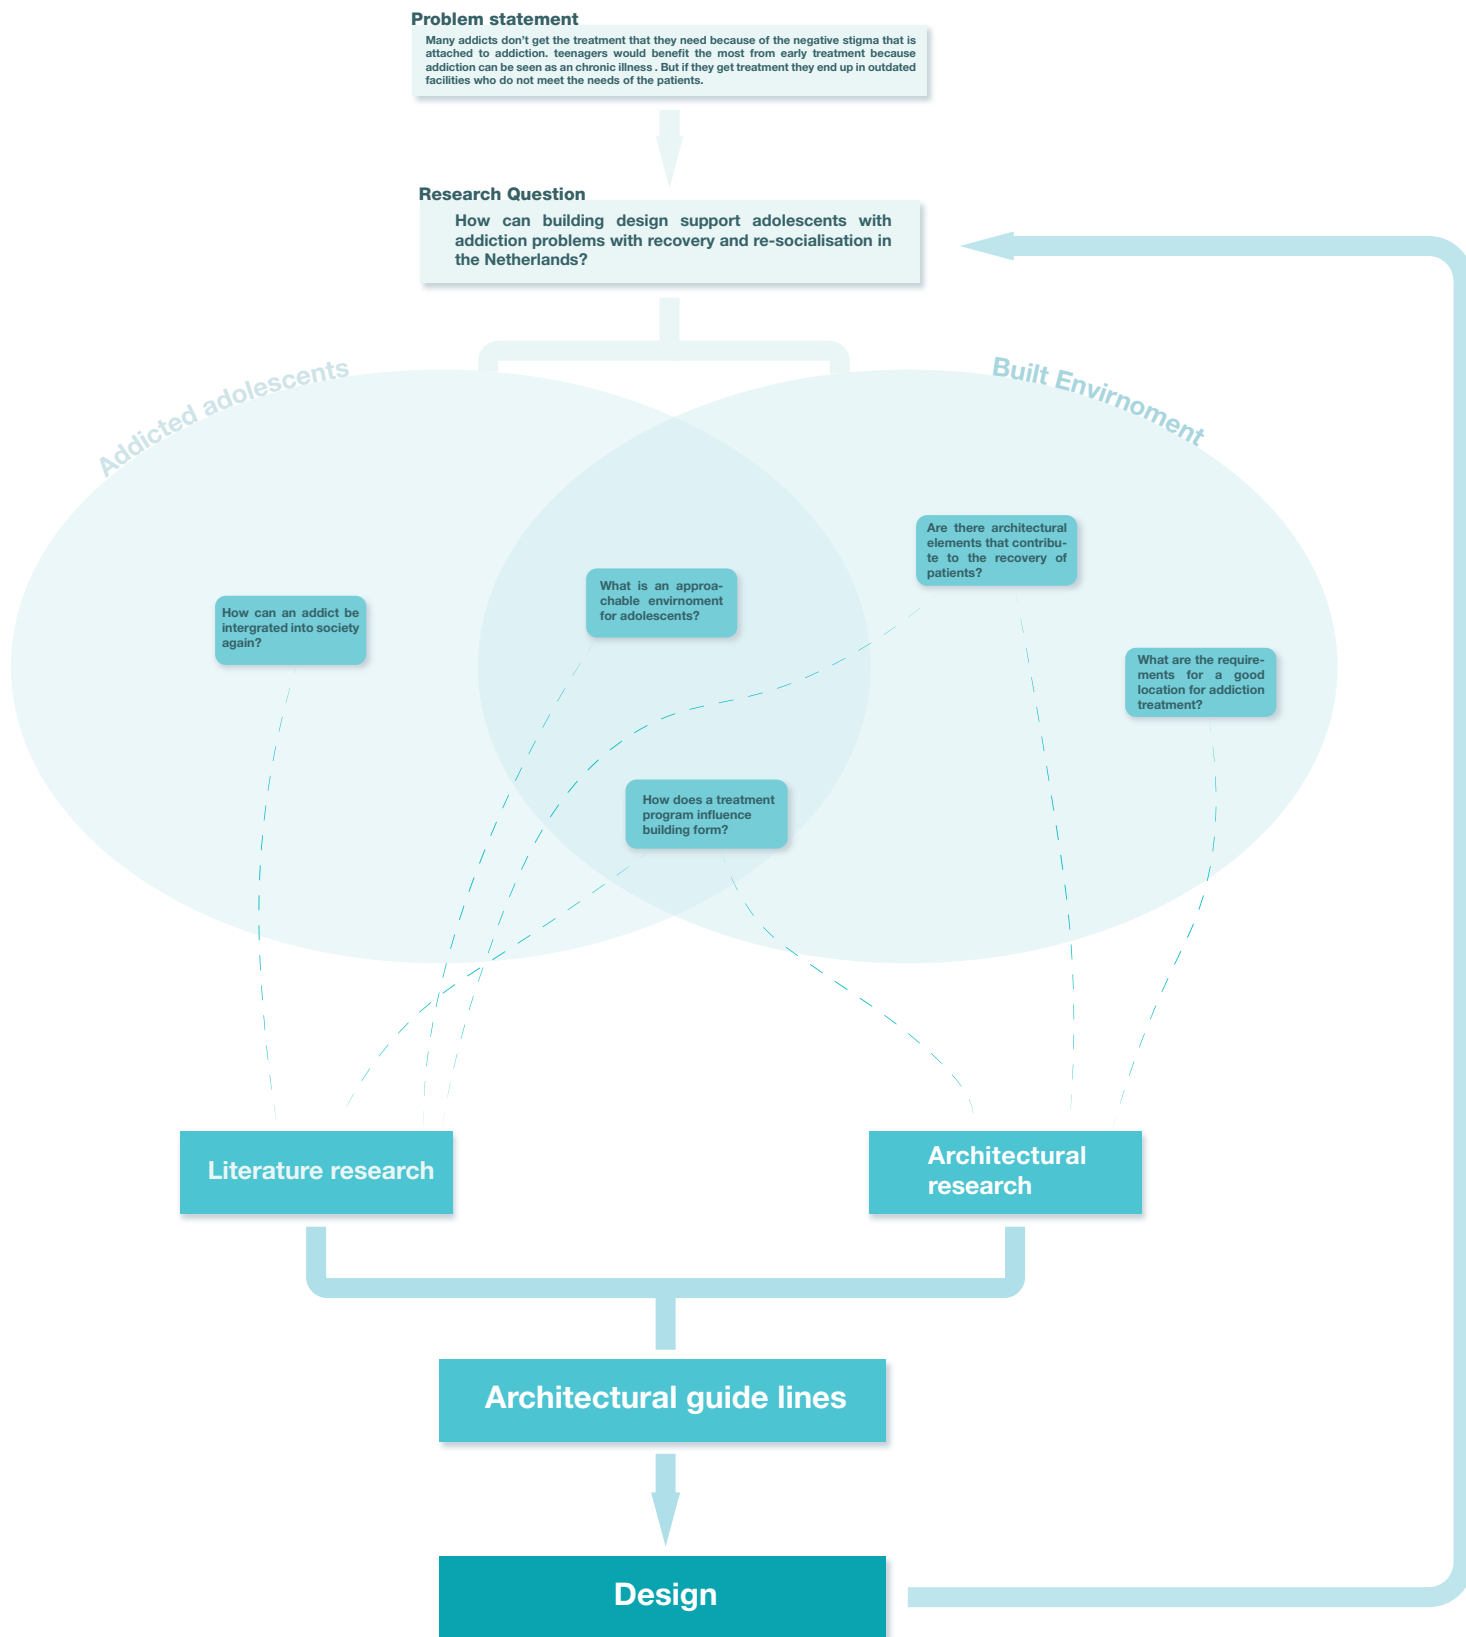 Problem statement
Many addicts don't get the treatment that they need because of the negative stigma that is
attached to addiction. teenagers would benefit the most from early treatment because
addiction can be seen as an chronic illness . But if they get treatment they end up in outdated
facilities who do not meet the needs of the patients.
Research Question
How can building design support adolescents with
addiction problems with recovery and re-socialisation in
the Netherlands?
Addicted adolescents
Built Envirnoment
Are there architectural
elements that contribu-
te to the recovery of
patients?
What is an approa-
chable envirnoment
for adolescents?
How can an addict be
intergrated into society
again?
What are the require-
ments for a good
location for addiction
treatment?
How does a treatment
program influence
building form?
Literature research
Architectural
research
Architectural guide lines
Design